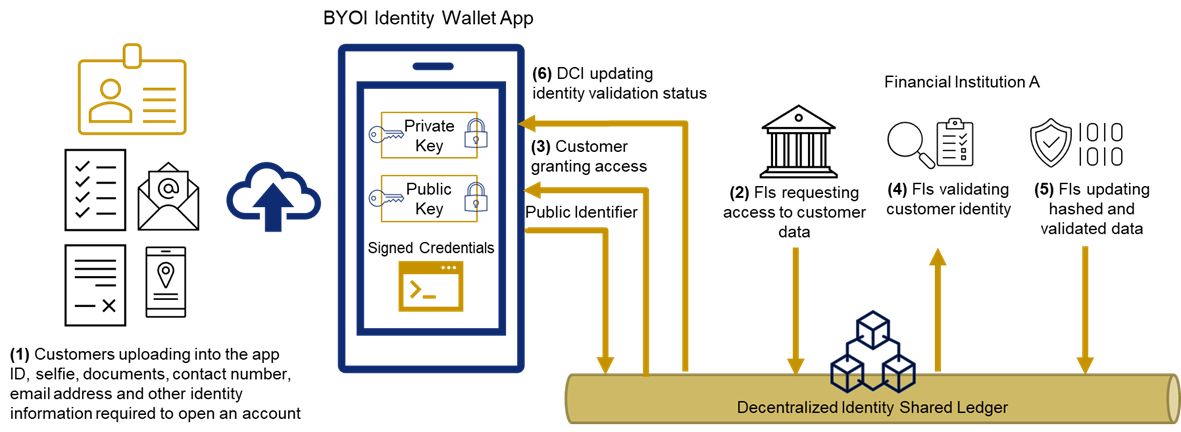 BYOI Identity Wallet App
(6) DCI updating
identity validation status
Financial Institution A
Private
Key
1010
1010
(3) Customer
granting access
Public
Key
Public Identifier
(2) FIs requesting
access to customer
data
(4) FIs validating
customer identity
(5) FIs updating
hashed and
validated data
Signed Credentials
(1) Customers uploading into the app
ID, selfie, documents, contact number,
email address and other identity
information required to open an account
Decentralized Identity Shared Ledger